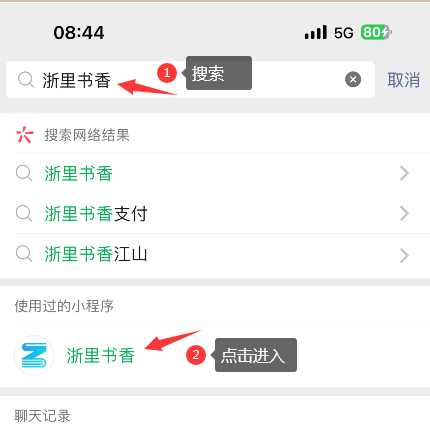 08:44 5G 80
浙里书香 1 搜索 取消
搜索网络结果
浙里书香
浙里书香支付
浙里书香江山
使用过的小程序
浙里书香 2 点击进入
聊天记录